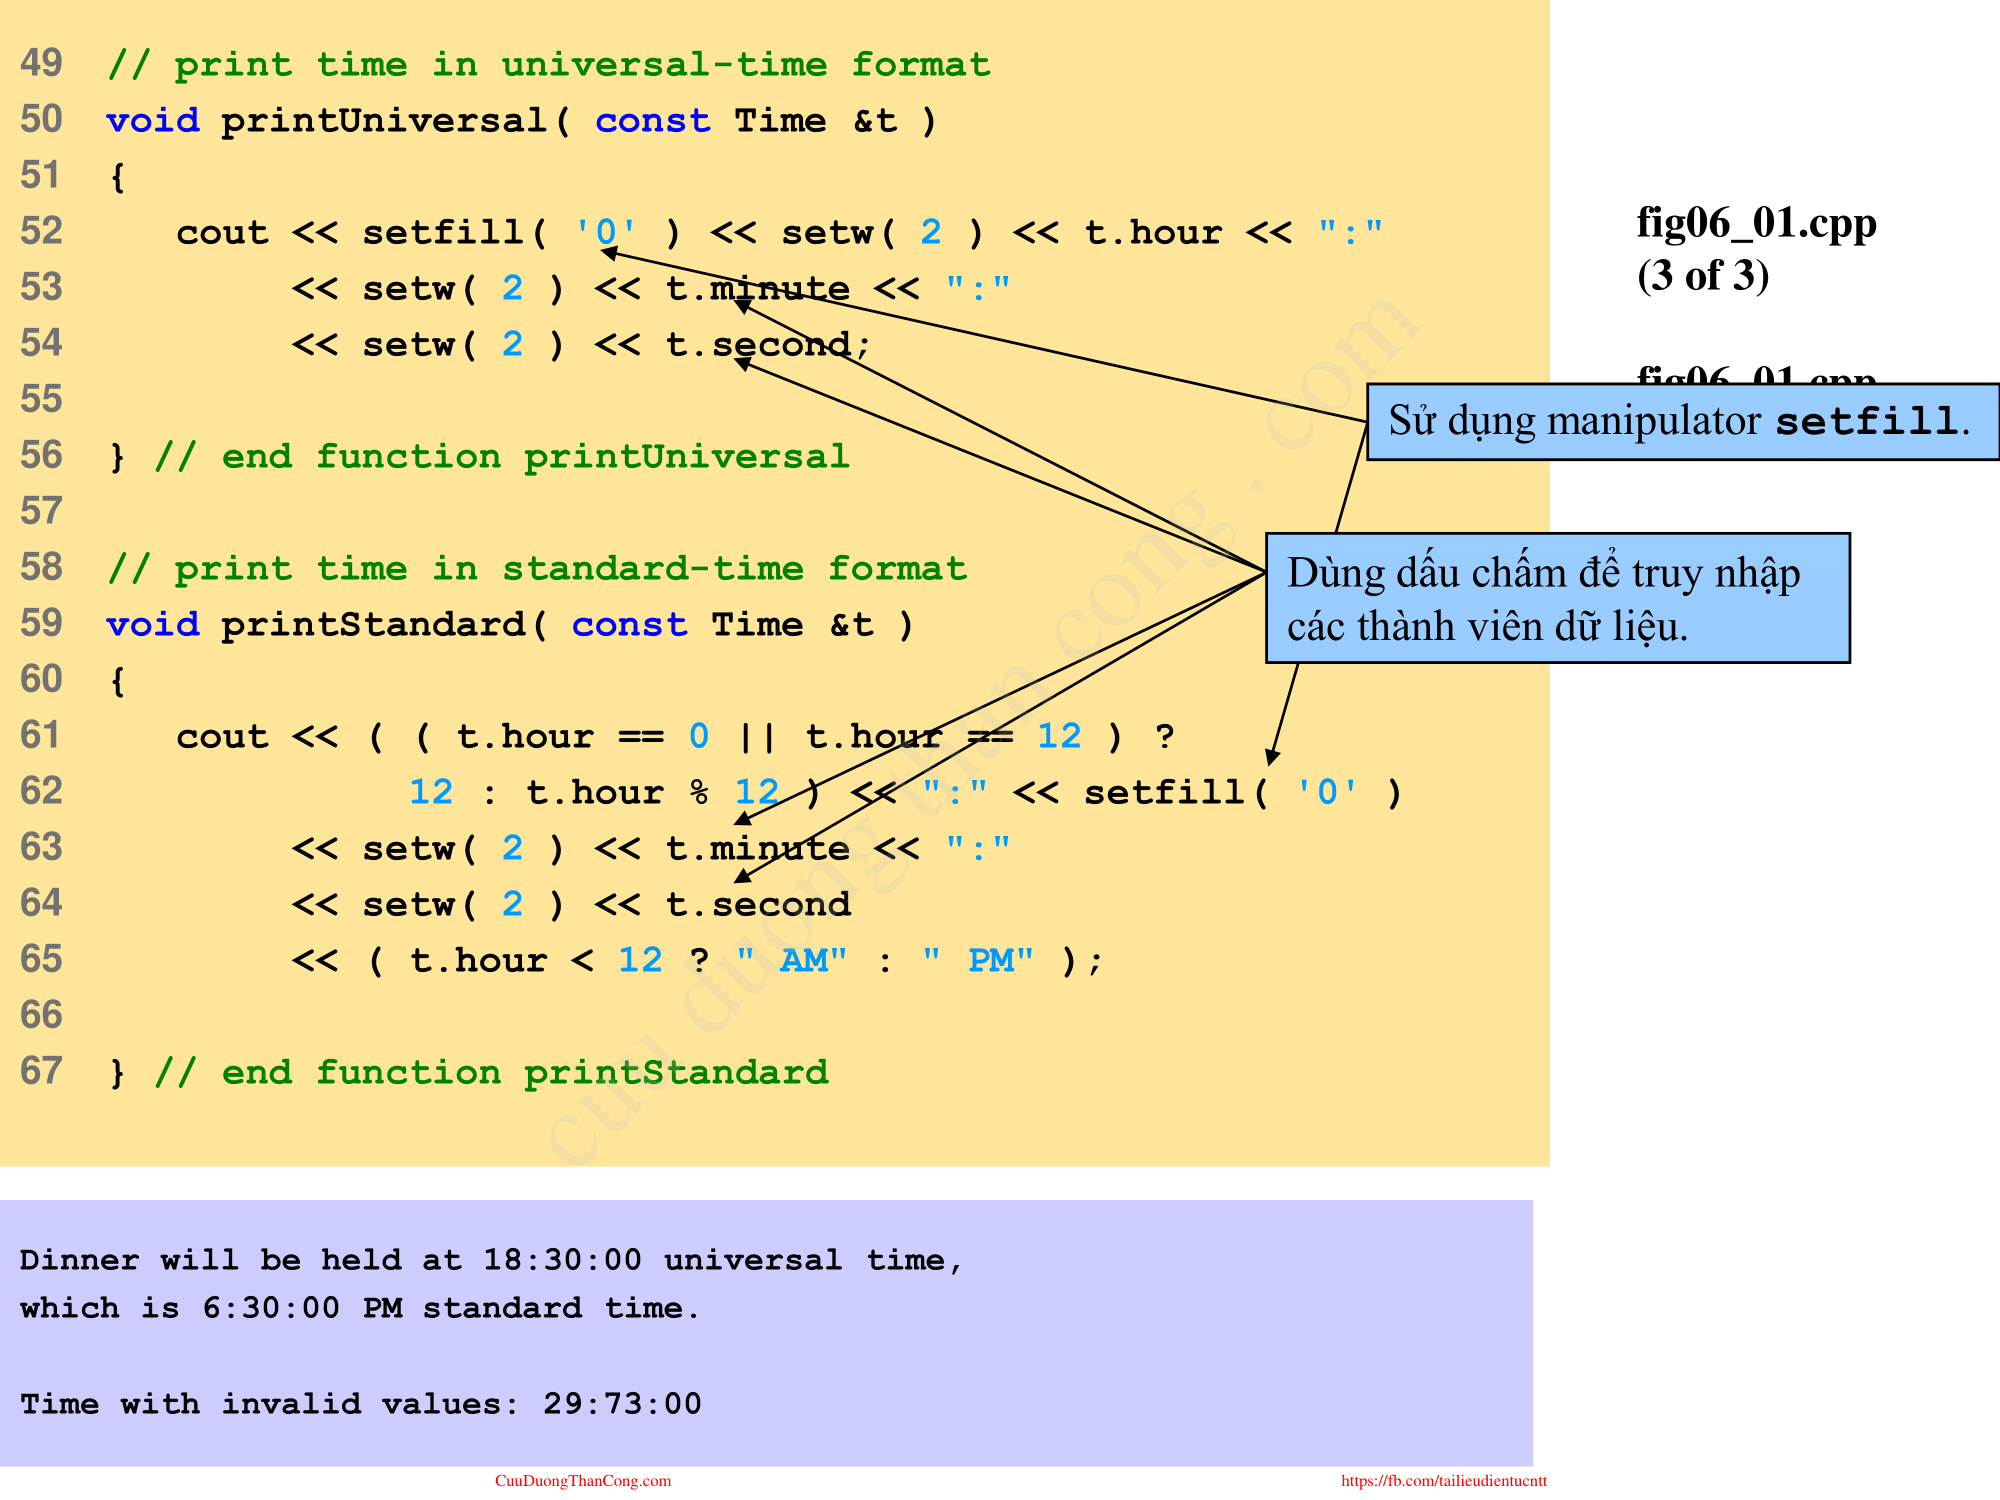 49 // print time in universal-time format
50 void printUniversal( const Time &t )
51 {
52 cout << setfill( '0' ) << setw( 2 ) << t.hour << ":"
53 << setw( 2 ) << t.minute << ":"
54 << setw( 2 ) << t.second;
55
56 } // end function printUniversal
57
58 // print time in standard-time format
59 void printStandard( const Time &t )
60 {
61 cout << ( ( t.hour == 0 || t.hour == 12 ) ?
62 12 : t.hour % 12 ) << ":" << setfill( '0' )
63 << setw( 2 ) << t.minute << ":"
64 << setw( 2 ) << t.second
65 << ( t.hour < 12 ? " AM" : " PM" );
66
67 } // end function printStandard
fig06_01.cpp
(3 of 3)
fig06_01.cpp
Sử dụng manipulator setfill.
Dùng dấu chấm để truy nhập
các thành viên dữ liệu.
cuu duong than cong . com
Dinner will be held at 18:30:00 universal time,
which is 6:30:00 PM standard time.
Time with invalid values: 29:73:00
CuuDuongThanCong.com
https://fb.com/tailieudientucntt